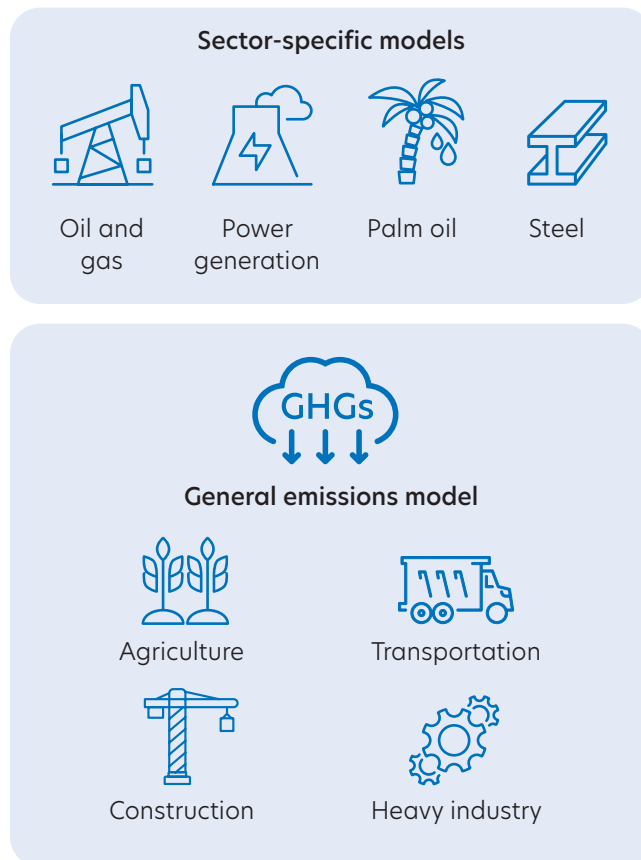 Sector-specific models
Oil and
gas
Power
generation
Palm oil
Steel
GHGs
General emissions model
Agriculture
Transportation
Construction
Heavy industry